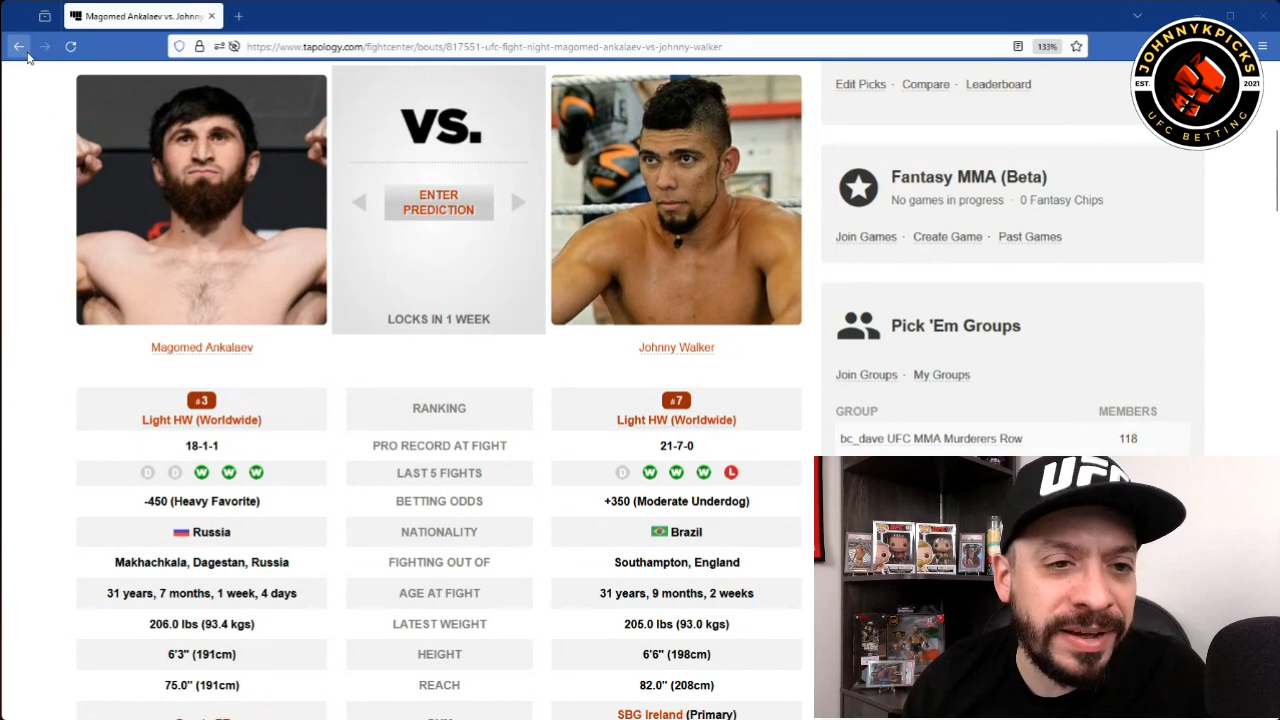 Magomed Ankalaev vs. Johnny
https://www.tapology.com/fightcenter/bouts/817551-ufc-fight-night-magomed-ankalaev-vs-johnny-walker
133%
JOHNNYKPICKS
EST. 2021
UFC BETTING
VS.
ENTER
PREDICTION
LOCKS IN 1 WEEK
Magomed Ankalaev
Johnny Walker
#3 RANKING #7
Light HW (Worldwide) Light HW (Worldwide)
18-1-1 PRO RECORD AT FIGHT 21-7-0
D D W W W LAST 5 FIGHTS D W W W L
-450 (Heavy Favorite) BETTING ODDS +350 (Moderate Underdog)
Russia NATIONALITY Brazil
Makhachkala, Dagestan, Russia FIGHTING OUT OF Southampton, England
31 years, 7 months, 1 week, 4 days AGE AT FIGHT 31 years, 9 months, 2 weeks
206.0 lbs (93.4 kgs) LATEST WEIGHT 205.0 lbs (93.0 kgs)
6'3" (191cm) HEIGHT 6'6" (198cm)
75.0" (191cm) REACH 82.0" (208cm)
SBG Ireland (Primary)
Edit Picks · Compare · Leaderboard
Fantasy MMA (Beta)
No games in progress · 0 Fantasy Chips
Join Games · Create Game · Past Games
Pick 'Em Groups
Join Groups · My Groups
GROUP MEMBERS
bc_dave UFC MMA Murderers Row 118
UFC